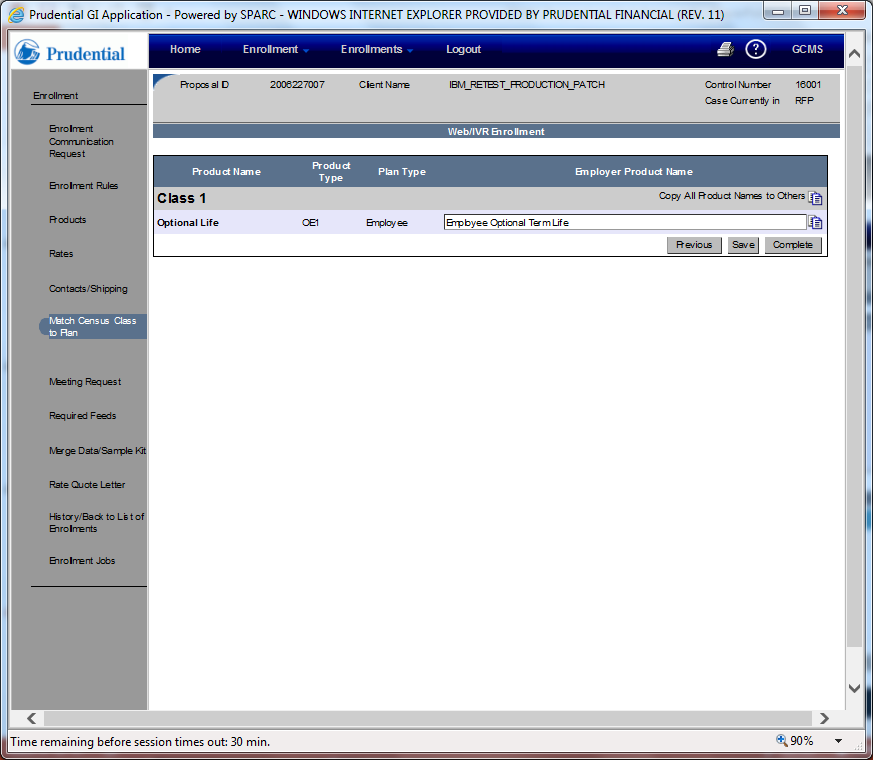 Prudential GI Application - Powered by SPARC - WINDOWS INTERNET EXPLORER PROVIDED BY PRUDENTIAL FINANCIAL (REV. 11)
Prudential
Home Enrollment Enrollments Logout GCMS
Proposal ID 2006227007 Client Name IBM_RETEST_PRODUCTION_PATCH Control Number 16001
Case Currently in RFP
Web/IVR Enrollment
Enrollment
Enrollment
Communication
Request
Enrollment Rules
Products
Rates
Contacts/Shipping
Match Census Class
to Plan
Meeting Request
Required Feeds
Merge Data/Sample Kit
Rate Quote Letter
History/Back to List of
Enrollments
Enrollment Jobs
Product Name Product Type Plan Type Employer Product Name
Class 1 Copy All Product Names to Others
Optional Life OE1 Employee Employee Optional Term Life
Previous Save Complete
Time remaining before session times out: 30 min. 90%